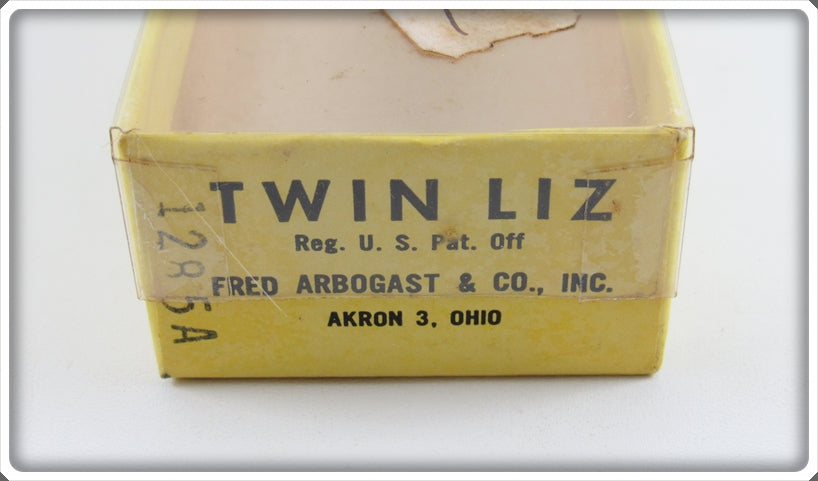 TWIN LIZ
Reg. U. S. Pat. Off
FRED ARBOGAST & CO., INC.
AKRON 3, OHIO
1285A